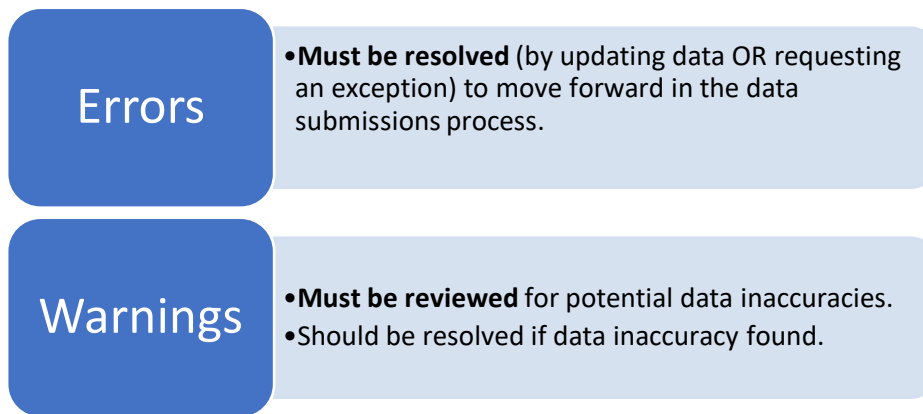 Errors
•Must be resolved (by updating data OR requesting
an exception) to move forward in the data
submissions process.
Warnings
•Must be reviewed for potential data inaccuracies.
•Should be resolved if data inaccuracy found.